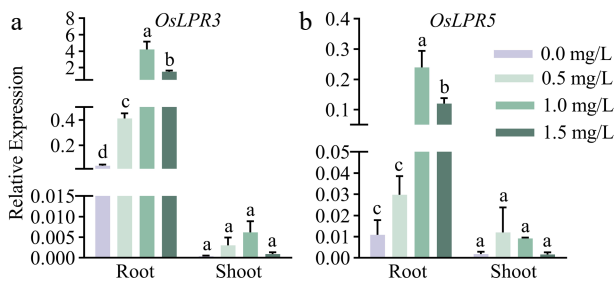 a
OsLPR3
b
OsLPR5
Relative Expression
8
6
4
2
0.4
0.2
0.015
0.010
0.005
0.000
d
c
a
b
a
a
a
a
Root
Shoot
0.4
0.3
0.2
0.1
0.05
0.04
0.03
0.02
0.01
0.00
c
c
a
b
a
a
a
a
Root
Shoot
0.0 mg/L
0.5 mg/L
1.0 mg/L
1.5 mg/L